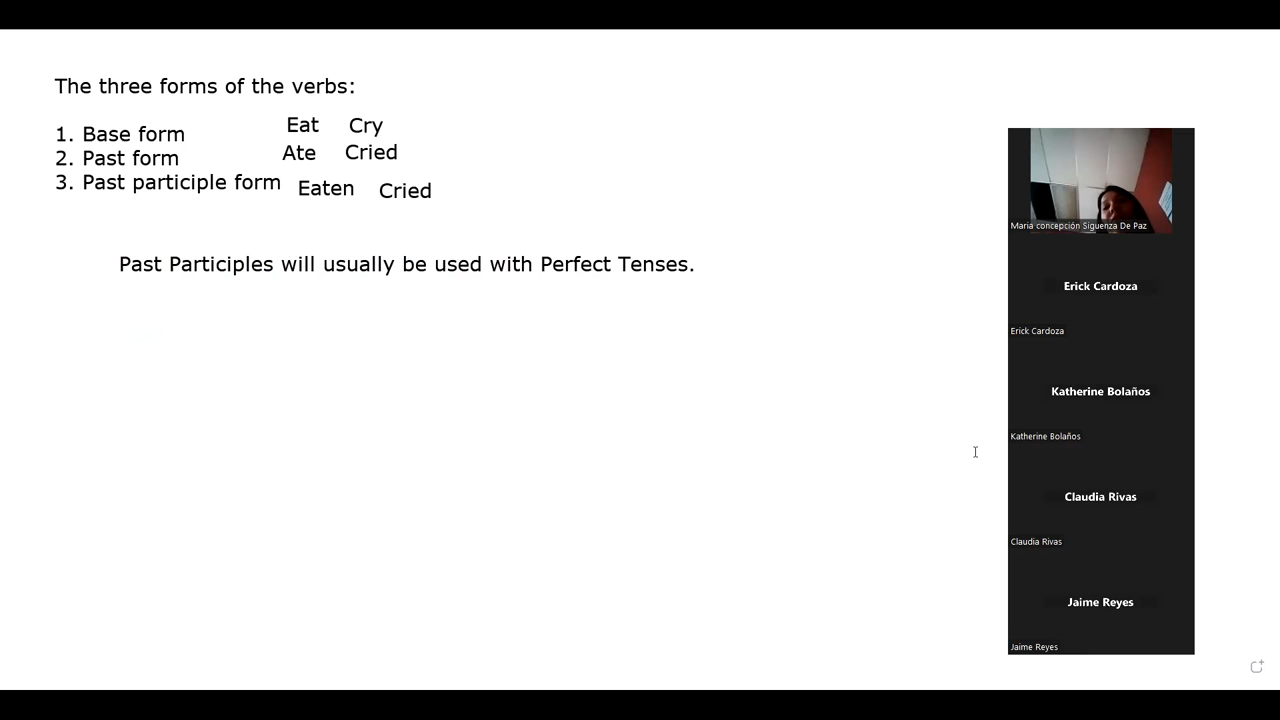 The three forms of the verbs:
1. Base form Eat Cry
2. Past form Ate Cried
3. Past participle form Eaten Cried
Past Participles will usually be used with Perfect Tenses.
Maria concepción Siguenza De Paz
Erick Cardoza
Erick Cardoza
Katherine Bolaños
Katherine Bolaños
Claudia Rivas
Claudia Rivas
Jaime Reyes
Jaime Reyes